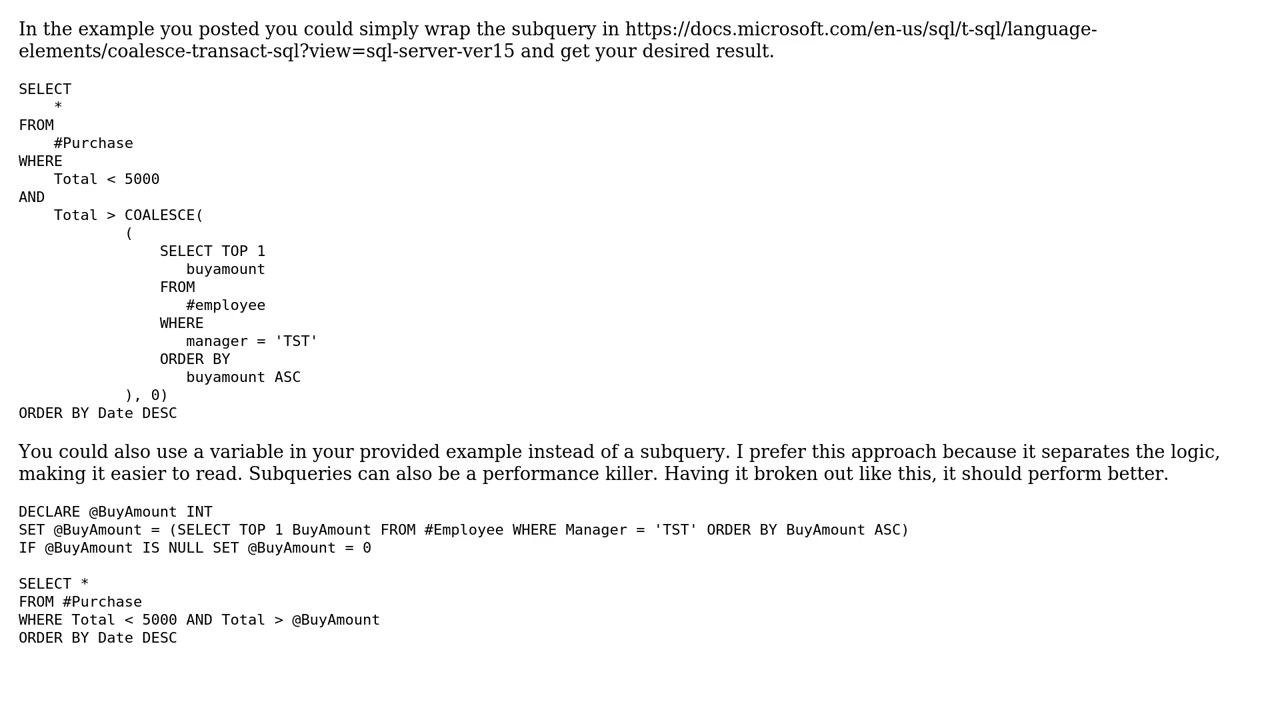 In the example you posted you could simply wrap the subquery in https://docs.microsoft.com/en-us/sql/t-sql/language-
elements/coalesce-transact-sql?view=sql-server-ver15 and get your desired result.
SELECT
    *
FROM
    #Purchase
WHERE
    Total < 5000
AND
    Total > COALESCE(
            (
                SELECT TOP 1
                   buyamount
                FROM
                   #employee
                WHERE
                   manager = 'TST'
                ORDER BY
                   buyamount ASC
            ), 0)
ORDER BY Date DESC
You could also use a variable in your provided example instead of a subquery. I prefer this approach because it separates the logic,
making it easier to read. Subqueries can also be a performance killer. Having it broken out like this, it should perform better.
DECLARE @BuyAmount INT
SET @BuyAmount = (SELECT TOP 1 BuyAmount FROM #Employee WHERE Manager = 'TST' ORDER BY BuyAmount ASC)
IF @BuyAmount IS NULL SET @BuyAmount = 0
SELECT *
FROM #Purchase
WHERE Total < 5000 AND Total > @BuyAmount
ORDER BY Date DESC